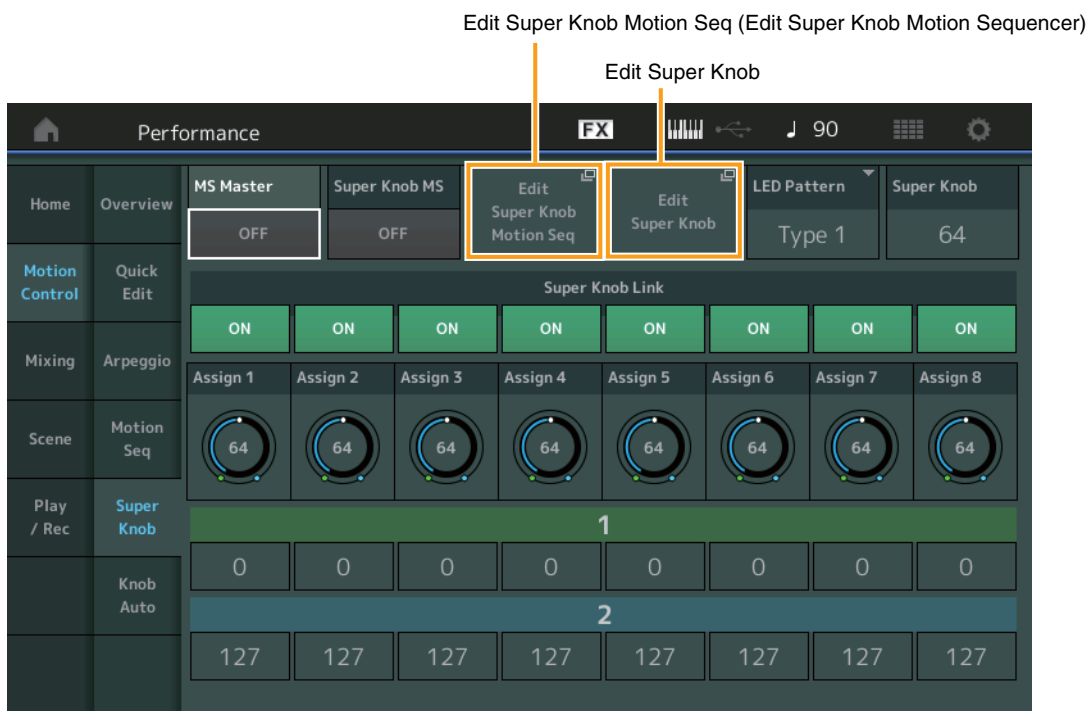 Edit Super Knob Motion Seq (Edit Super Knob Motion Sequencer)
Edit Super Knob
Performance FX 90
Home Overview MS Master Super Knob MS Edit Super Knob LED Pattern Super Knob
OFF OFF Super Knob Motion Seq Edit Super Knob Type 1 64
Motion Control
Quick Edit
Super Knob Link
ON ON ON ON ON ON ON ON
Mixing Arpeggio
Assign 1 Assign 2 Assign 3 Assign 4 Assign 5 Assign 6 Assign 7 Assign 8
Scene
Motion Seq
64 64 64 64 64 64 64 64
Play / Rec
Super Knob
1
0 0 0 0 0 0 0 0
Knob Auto
2
127 127 127 127 127 127 127 127